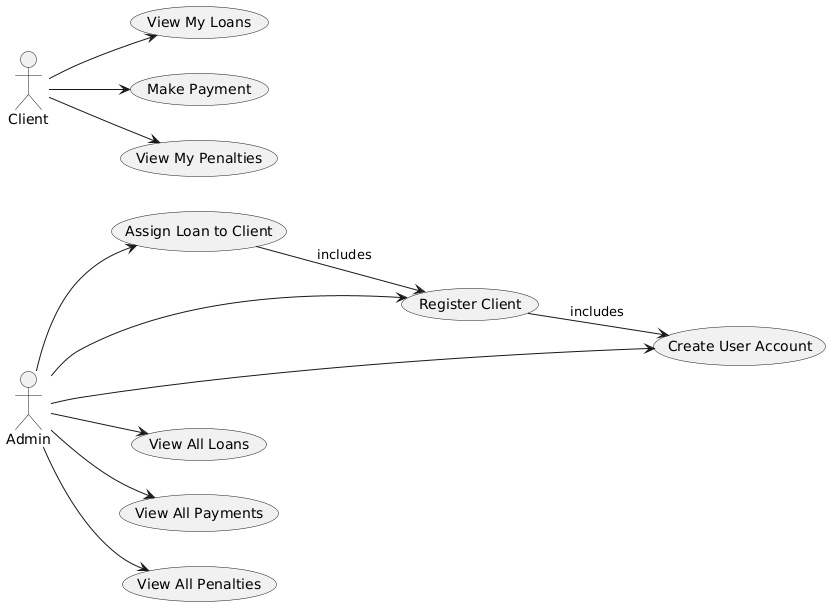 View My Loans
Client
Make Payment
View My Penalties
Assign Loan to Client
includes
Register Client
includes
Create User Account
Admin
View All Loans
View All Payments
View All Penalties